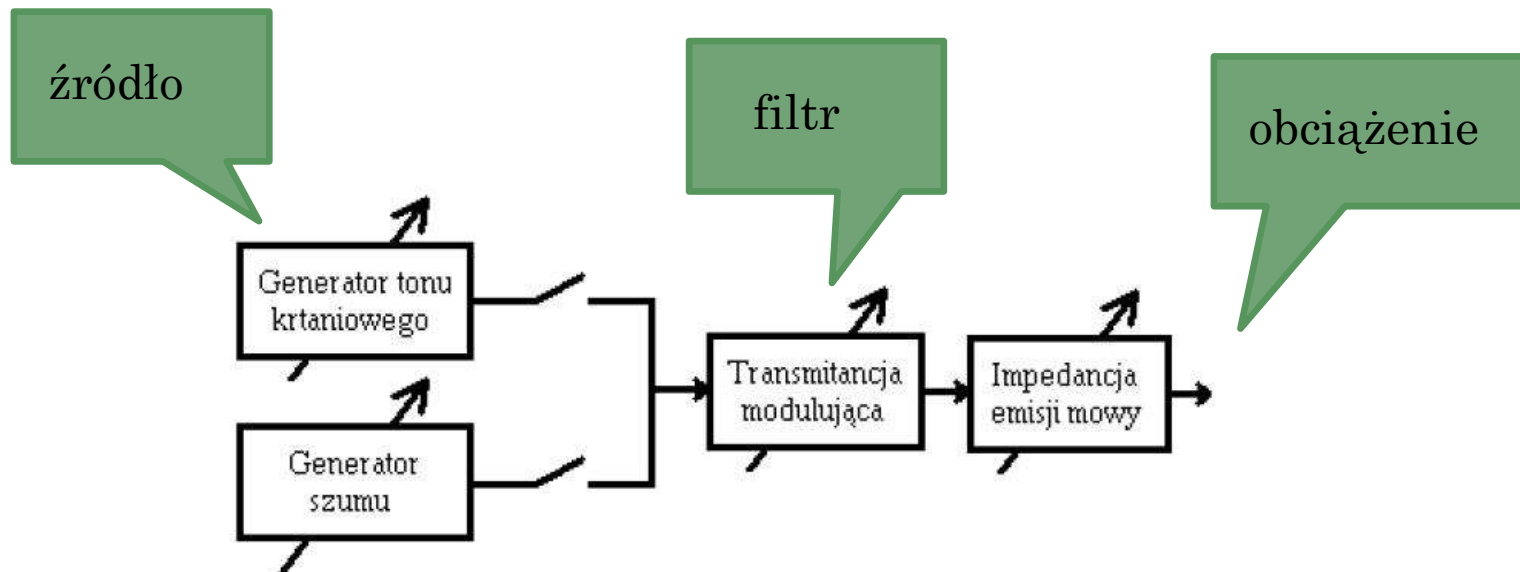 źródło
filtr
obciążenie
Generator tonu
krtaniowego
Generator
szumu
Transmitancja
modulująca
Impedancja
emisji mowy